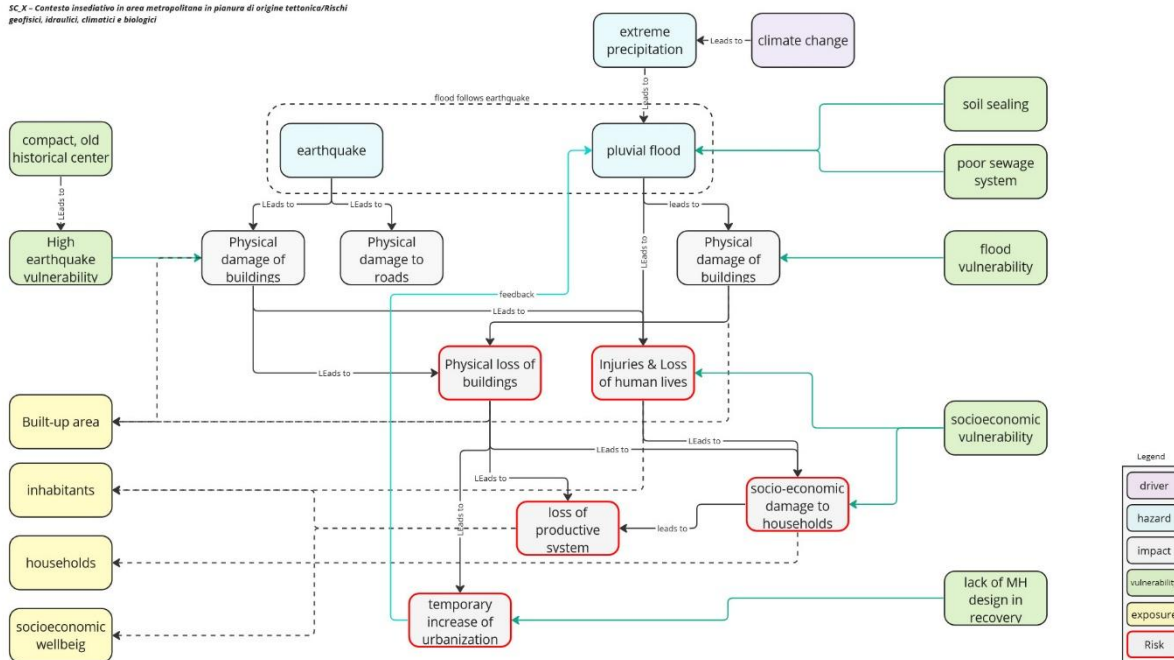 SC_X – Contesto insediativo in area metropolitana in pianura di origine tettonica/Rischi
geofisici, idraulici, climatici e biologici
extreme
precipitation
Leads to
climate change
Leads to
flood follows earthquake
soil sealing
compact, old
historical center
earthquake
pluvial flood
poor sewage
system
LEads to
LEads to
LEads to
leads to
High
earthquake
vulnerability
Physical
damage of
buildings
Physical
damage to
roads
LEads to
Physical
damage of
buildings
flood
vulnerability
feedback
LEads to
Physical loss of
buildings
Injuries & Loss
of human lives
LEads to
Built-up area
socioeconomic
vulnerability
LEads to
LEads to
Legend
inhabitants
LEads to
driver
socio-economic
damage to
households
loss of
productive
system
leads to
LEads to
hazard
impact
households
vulnerability
lack of MH
design in
recovery
temporary
increase of
urbanization
exposure
socioeconomic
wellbeig
Risk